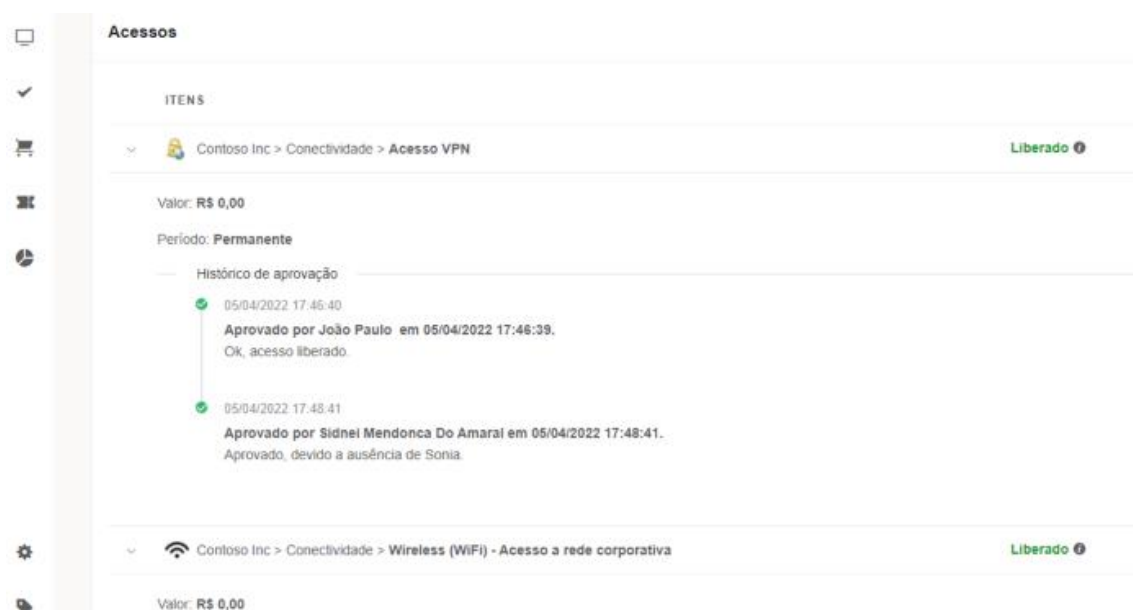 Acessos
ITENS
Contoso Inc > Conectividade > Acesso VPN Liberado
Valor: R$ 0,00
Período: Permanente
Histórico de aprovação
05/04/2022 17:46:40
Aprovado por João Paulo em 05/04/2022 17:46:39.
Ok, acesso liberado.
05/04/2022 17:48:41
Aprovado por Sidnei Mendonca Do Amaral em 05/04/2022 17:48:41.
Aprovado, devido a ausência de Sonia.
Contoso Inc > Conectividade > Wireless (WiFi) - Acesso a rede corporativa Liberado
Valor: R$ 0,00